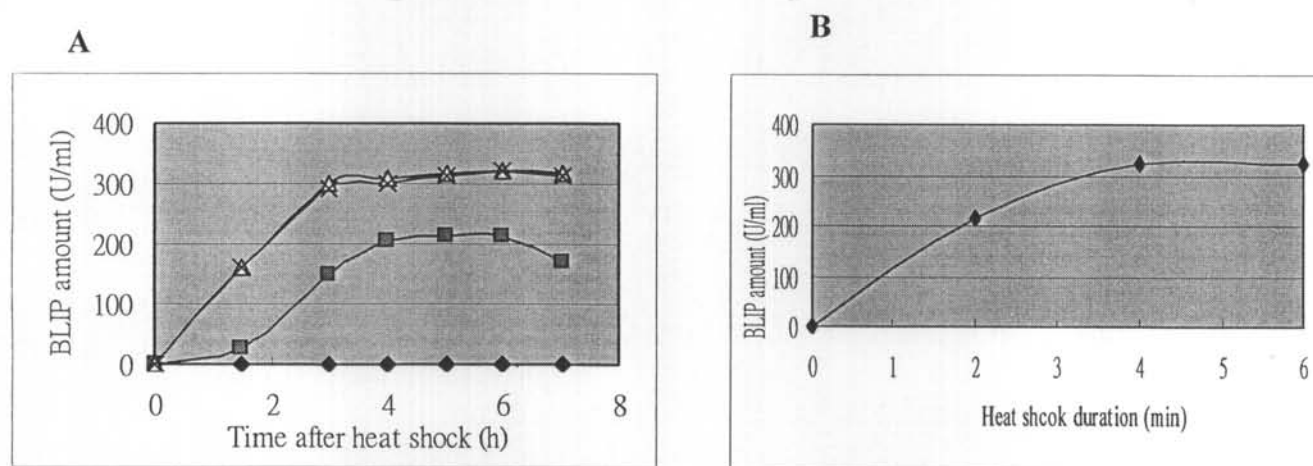 A
B
BLIP amount (U/ml)
400
300
200
100
0
0 2 4 6 8
Time after heat shock (h)
BLIP amount (U/ml)
400
300
200
100
0
0 1 2 3 4 5 6
Heat shcok duration (min)